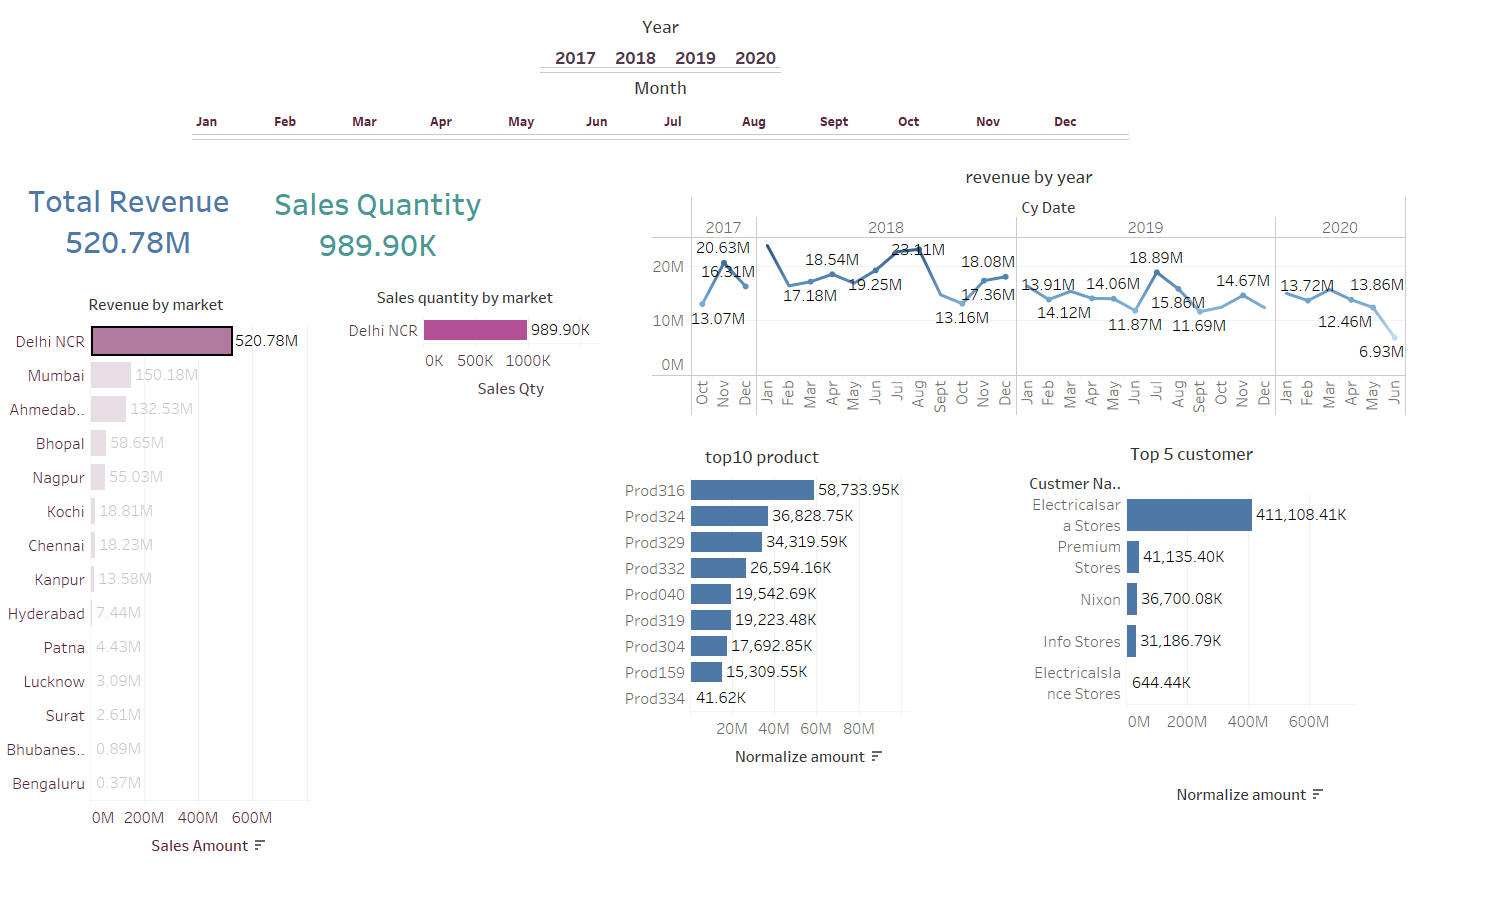 Year
2017 2018 2019 2020
Month
Jan Feb Mar Apr May Jun Jul Aug Sept Oct Nov Dec
Total Revenue
520.78M
Sales Quantity
989.90K
Revenue by market
Delhi NCR 520.78M
Mumbai 150.18M
Ahmedab.. 132.53M
Bhopal 58.65M
Nagpur 55.03M
Kochi 18.81M
Chennai 18.23M
Kanpur 13.58M
Hyderabad 7.44M
Patna 4.43M
Lucknow 3.09M
Surat 2.61M
Bhubanes.. 0.89M
Bengaluru 0.37M
0M 200M 400M 600M
Sales Amount
Sales quantity by market
Delhi NCR 989.90K
0K 500K 1000K
Sales Qty
revenue by year
Cy Date
2017 2018 2019 2020
20M
10M
0M
20.63M
16.31M
13.07M
18.54M
17.18M
19.25M
23.11M
18.08M
17.36M
13.16M
13.91M
14.12M
14.06M
11.87M
18.89M
15.86M
11.69M
14.67M
13.72M
12.46M
13.86M
6.93M
Oct Nov Dec Jan Feb Mar Apr May Jun Jul Aug Sept Oct Nov Dec Jan Feb Mar Apr May Jun Jul Aug Sept Oct Nov Dec Jan Feb Mar Apr May Jun
top10 product
Prod316 58,733.95K
Prod324 36,828.75K
Prod329 34,319.59K
Prod332 26,594.16K
Prod040 19,542.69K
Prod319 19,223.48K
Prod304 17,692.85K
Prod159 15,309.55K
Prod334 41.62K
20M 40M 60M 80M
Normalize amount
Top 5 customer
Custmer Na..
Electricalsar
a Stores 411,108.41K
Premium
Stores 41,135.40K
Nixon 36,700.08K
Info Stores 31,186.79K
Electricalsla
nce Stores 644.44K
0M 200M 400M 600M
Normalize amount